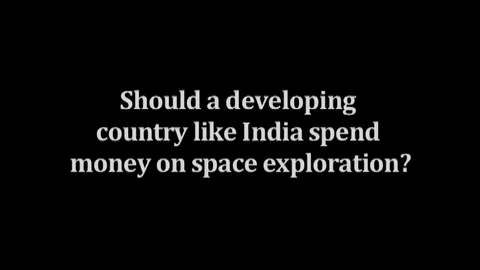 Should a developing
country like India spend
money on space exploration?